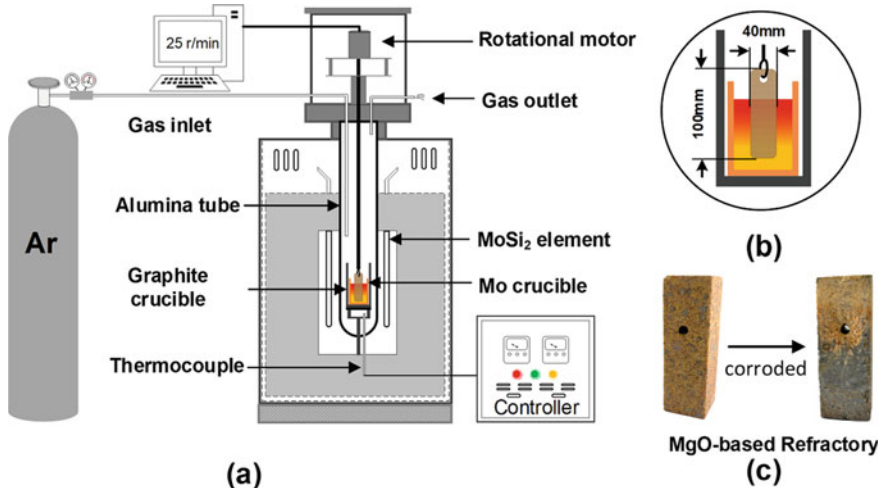 25 r/min
Rotational motor
Gas outlet
Gas inlet
Ar
Alumina tube
MoSi2 element
Graphite
crucible
Mo crucible
Thermocouple
Controller
(a)
40mm
100mm
(b)
corroded
MgO-based Refractory
(c)